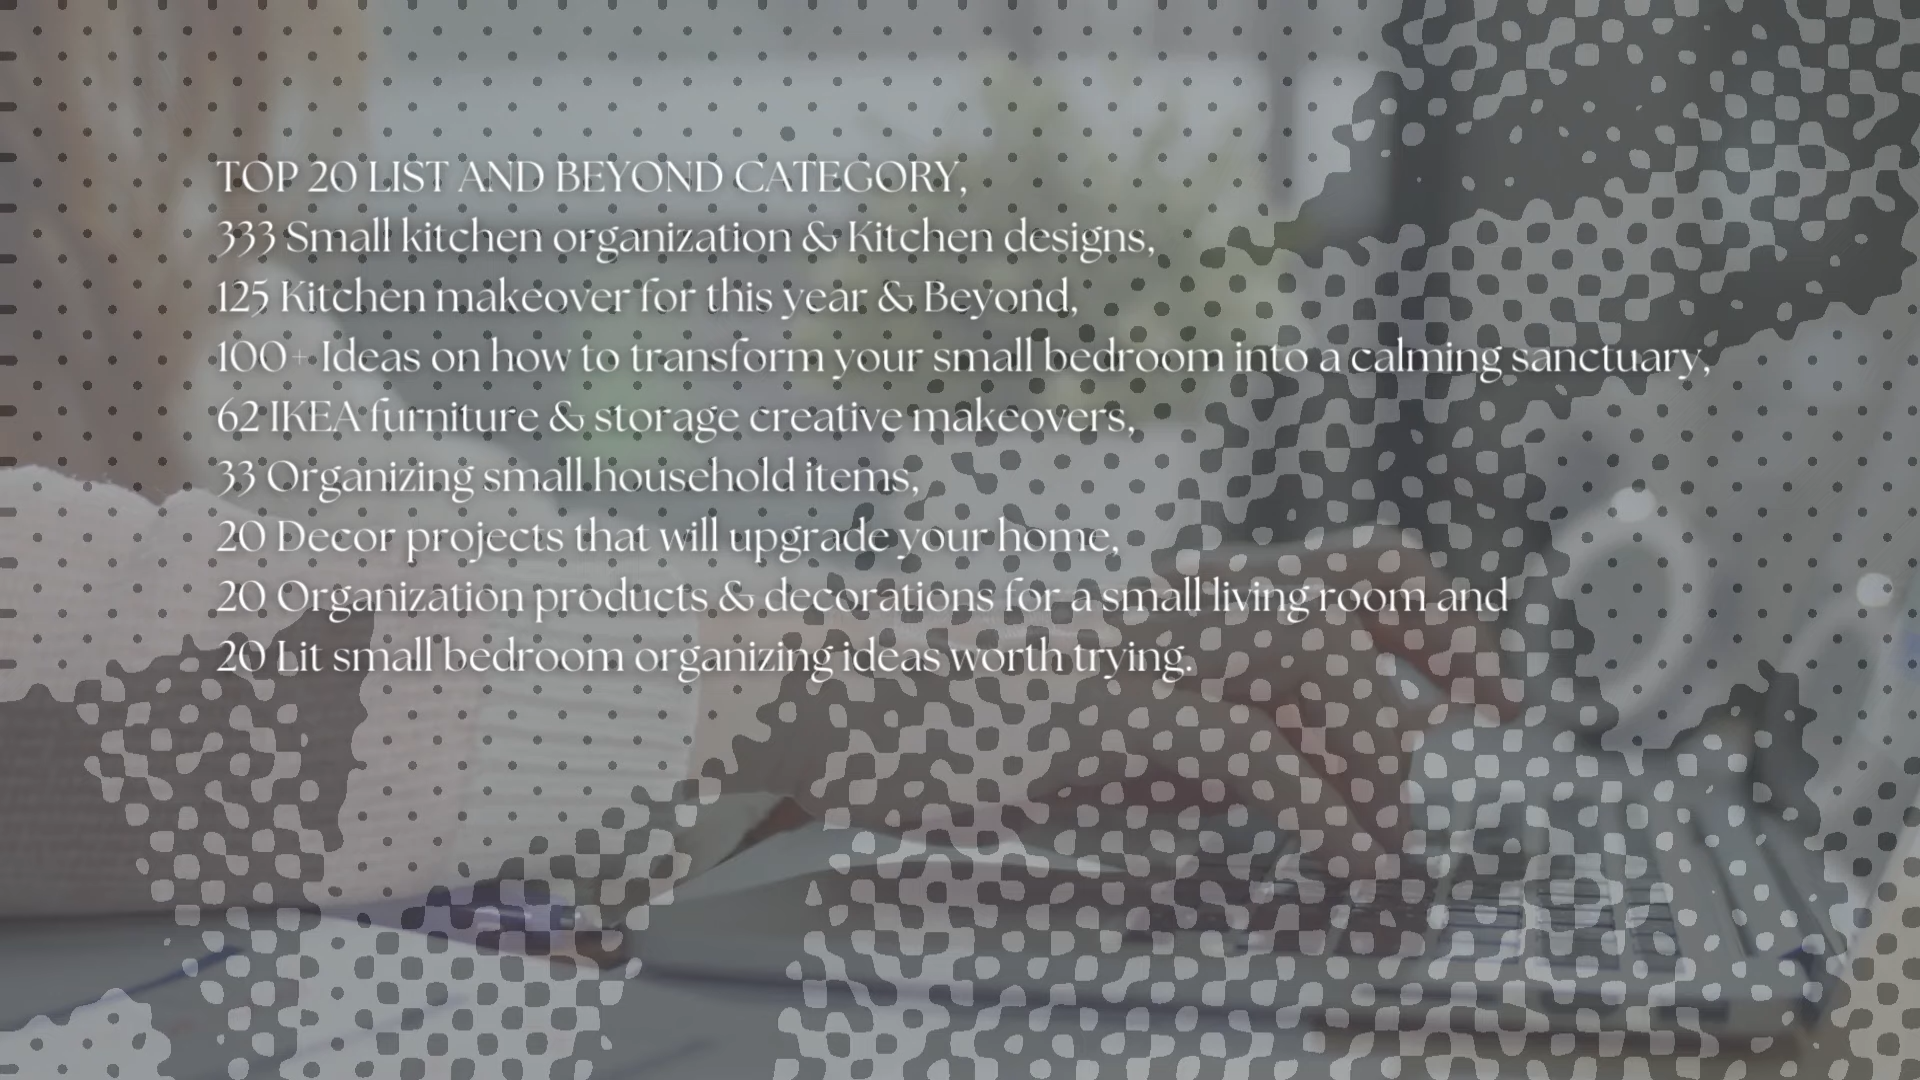 TOP 20 LIST AND BEYOND CATEGORY,
333 Small kitchen organization & Kitchen designs,
125 Kitchen makeover for this year & Beyond,
100+ Ideas on how to transform your small bedroom into a calming sanctuary,
62 IKEA furniture & storage creative makeovers,
33 Organizing small household items,
20 Decor projects that will upgrade your home,
20 Organization products & decorations for a small living room and
20 Lit small bedroom organizing ideas worth trying.